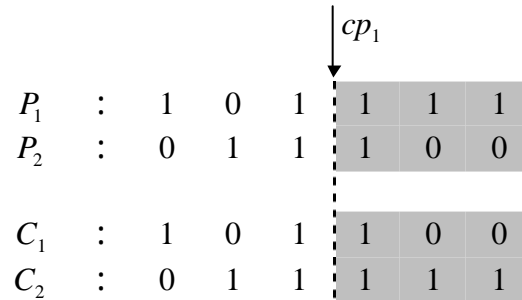 cp₁
P₁ : 1 0 1 1 1 1
P₂ : 0 1 1 1 0 0
C₁ : 1 0 1 1 0 0
C₂ : 0 1 1 1 1 1